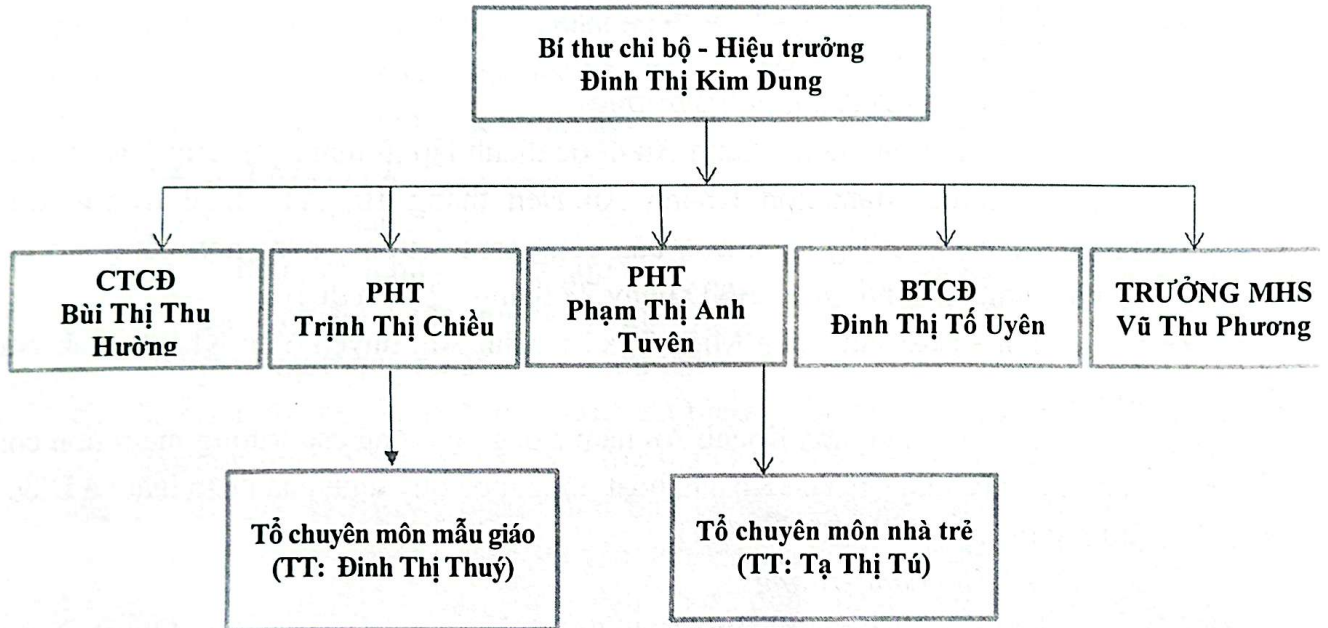 Bí thư chi bộ - Hiệu trưởng
Đinh Thị Kim Dung
CTCĐ
Bùi Thị Thu
Hường
PHT
Trịnh Thị Chiều
PHT
Phạm Thị Anh
Tuyên
BTCĐ
Đinh Thị Tố Uyên
TRƯỞNG MHS
Vũ Thu Phương
Tổ chuyên môn mẫu giáo
(TT: Đinh Thị Thuý)
Tổ chuyên môn nhà trẻ
(TT: Tạ Thị Tú)